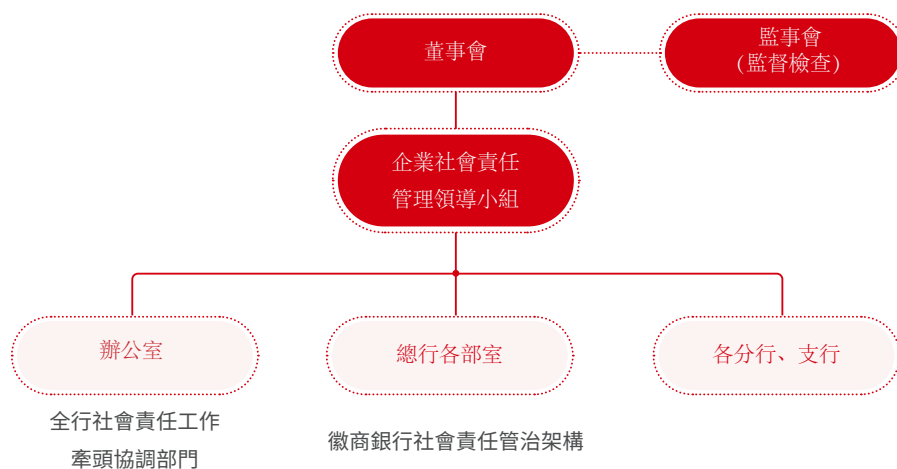 董事會
監事會
(監督檢查)
企業社會責任
管理領導小組
辦公室
總行各部室
各分行、支行
全行社會責任工作
牽頭協調部門
徽商銀行社會責任管治架構